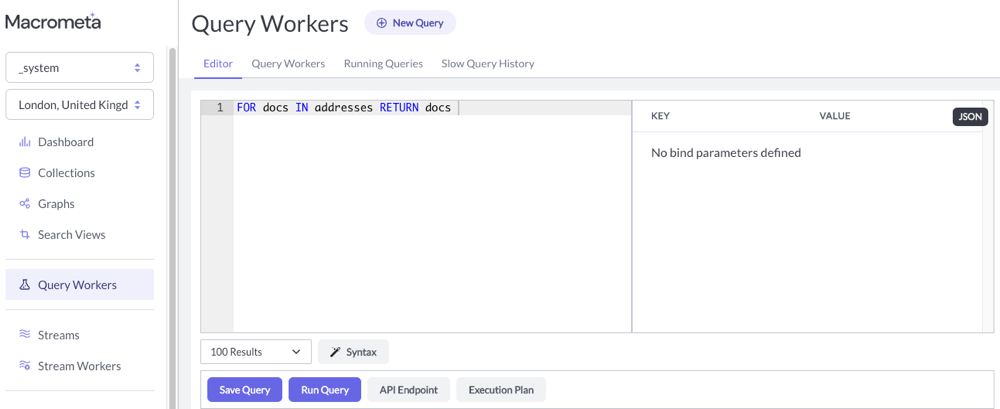 Macrometa
_system
London, United Kingd
Dashboard
Collections
Graphs
Search Views
Query Workers
Streams
Stream Workers
Query Workers
New Query
Editor Query Workers Running Queries Slow Query History
1 FOR docs IN addresses RETURN docs
KEY VALUE JSON
No bind parameters defined
100 Results Syntax
Save Query Run Query API Endpoint Execution Plan